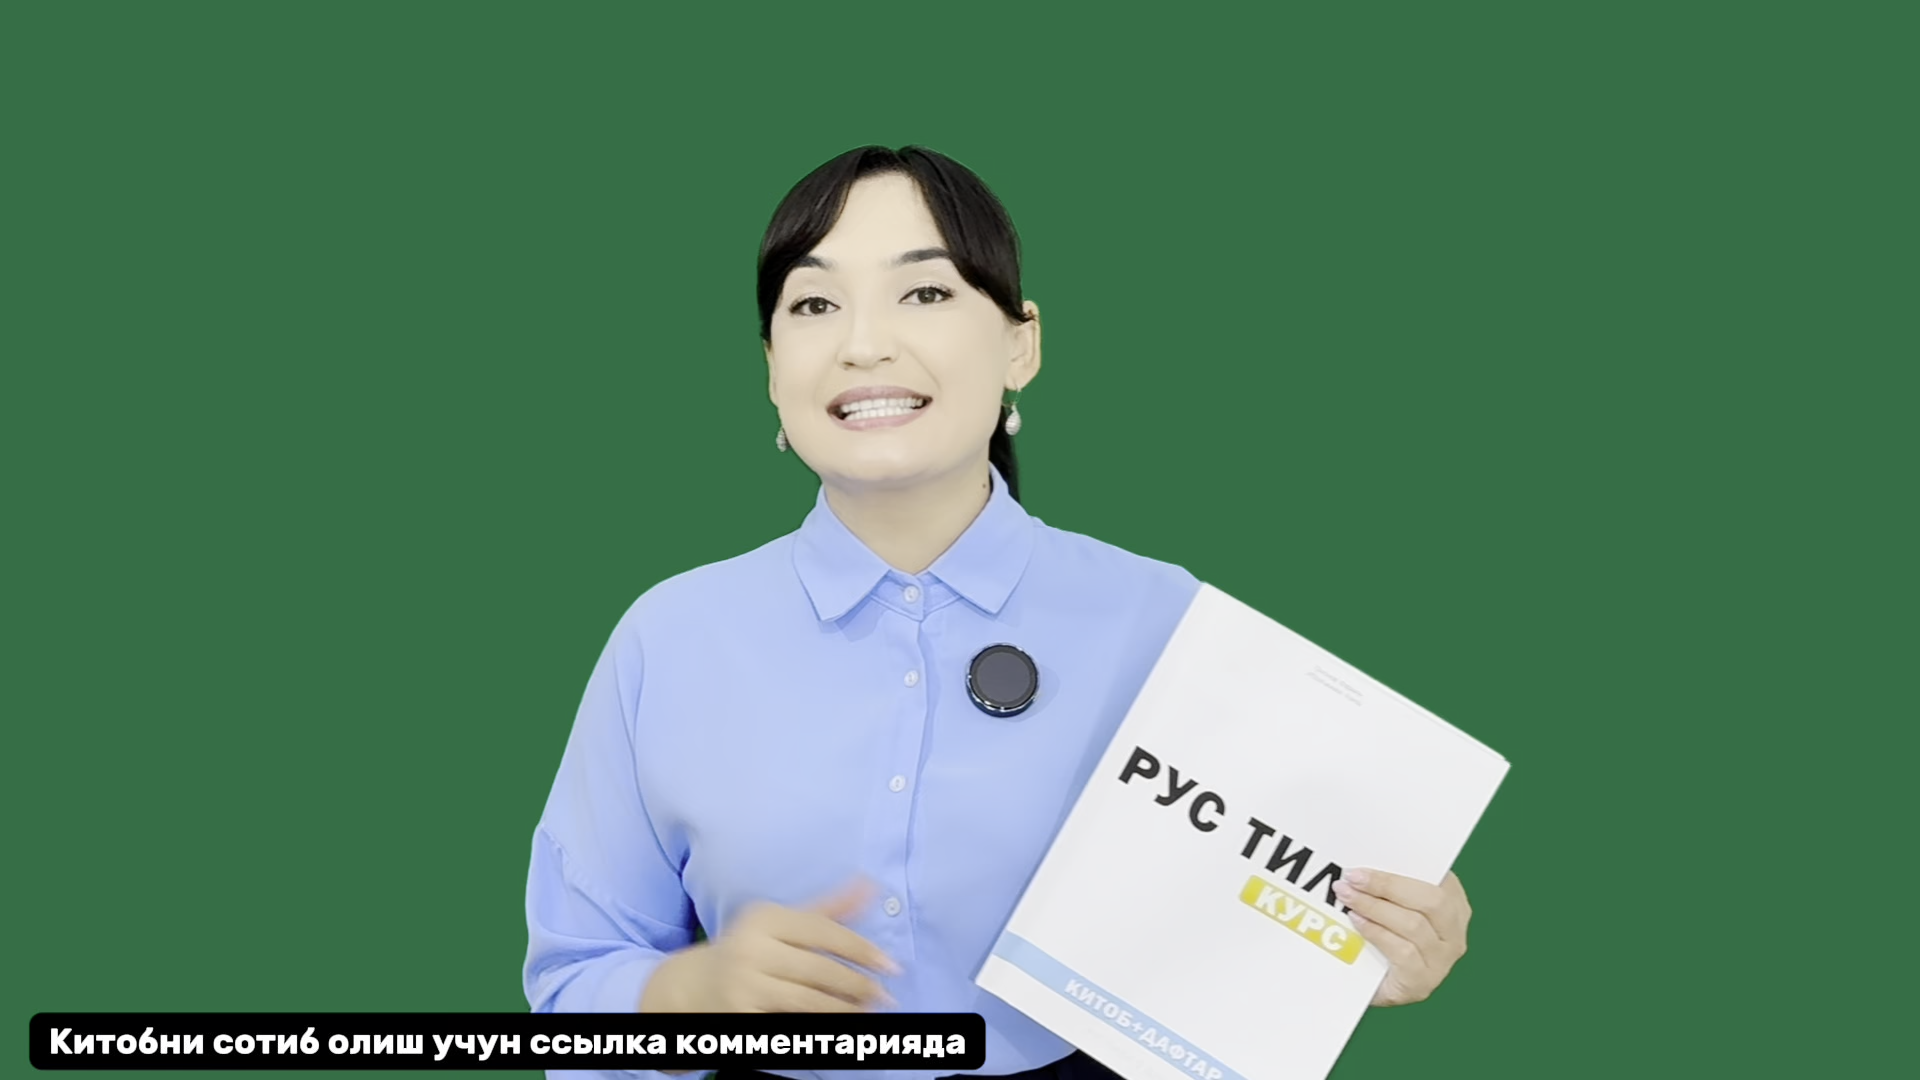 РУС ТИЛ
КУРС
КИТОБ+ДАФТАР
Китобни сотиб олиш учун ссылка комментарияда